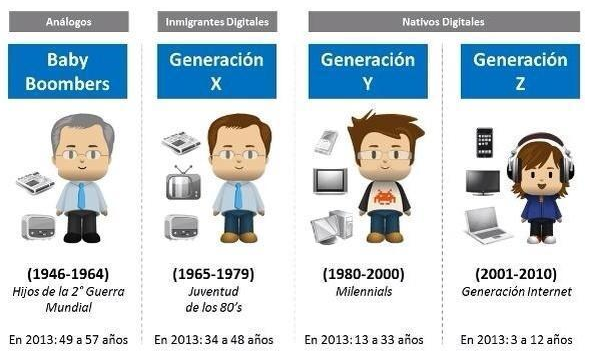 Análogos
Inmigrantes Digitales
Nativos Digitales
Baby
Boombers
Generación
X
Generación
Y
Generación
Z
(1946-1964)
Hijos de la 2° Guerra
Mundial
(1965-1979)
Juventud
de los 80's
(1980-2000)
Milennials
(2001-2010)
Generación Internet
En 2013: 49 a 57 años
En 2013: 34 a 48 años
En 2013: 13 a 33 años
En 2013: 3 a 12 años